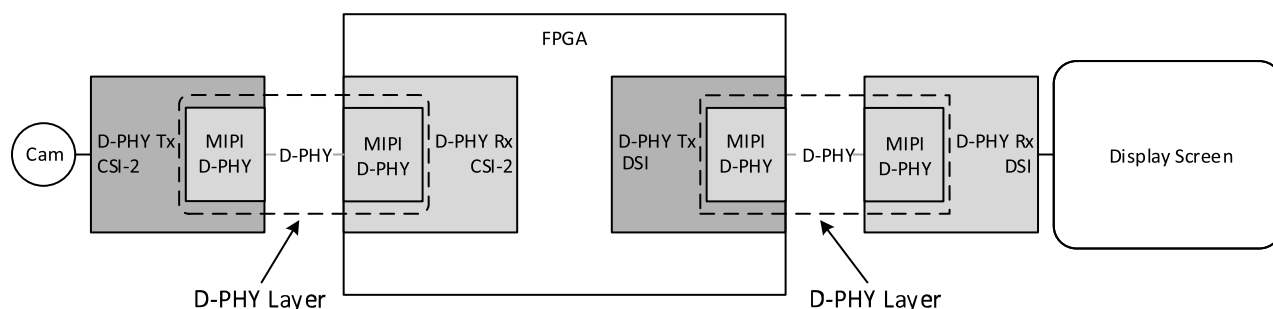 FPGA
Cam
D-PHY Tx
CSI-2
MIPI
D-PHY
D-PHY
MIPI
D-PHY
D-PHY Rx
CSI-2
D-PHY Tx
DSI
MIPI
D-PHY
D-PHY
MIPI
D-PHY
D-PHY Rx
DSI
Display Screen
D-PHY Layer
D-PHY Layer